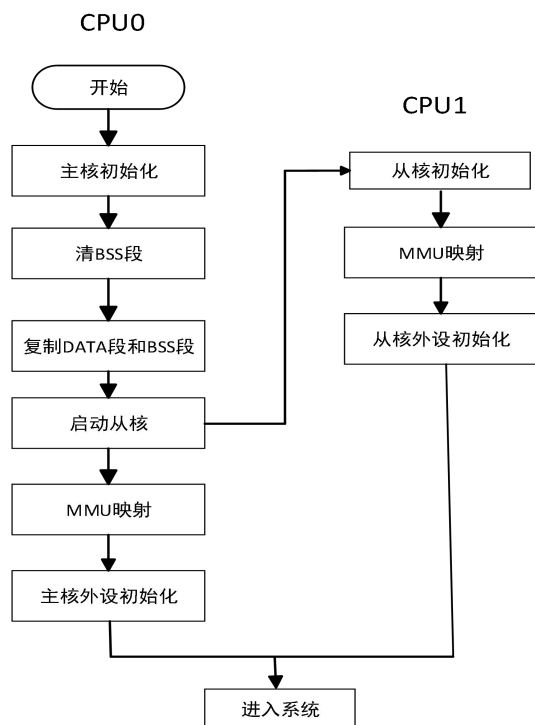 CPU0
开始
主核初始化
清BSS段
复制DATA段和BSS段
启动从核
MMU映射
主核外设初始化
CPU1
从核初始化
MMU映射
从核外设初始化
进入系统